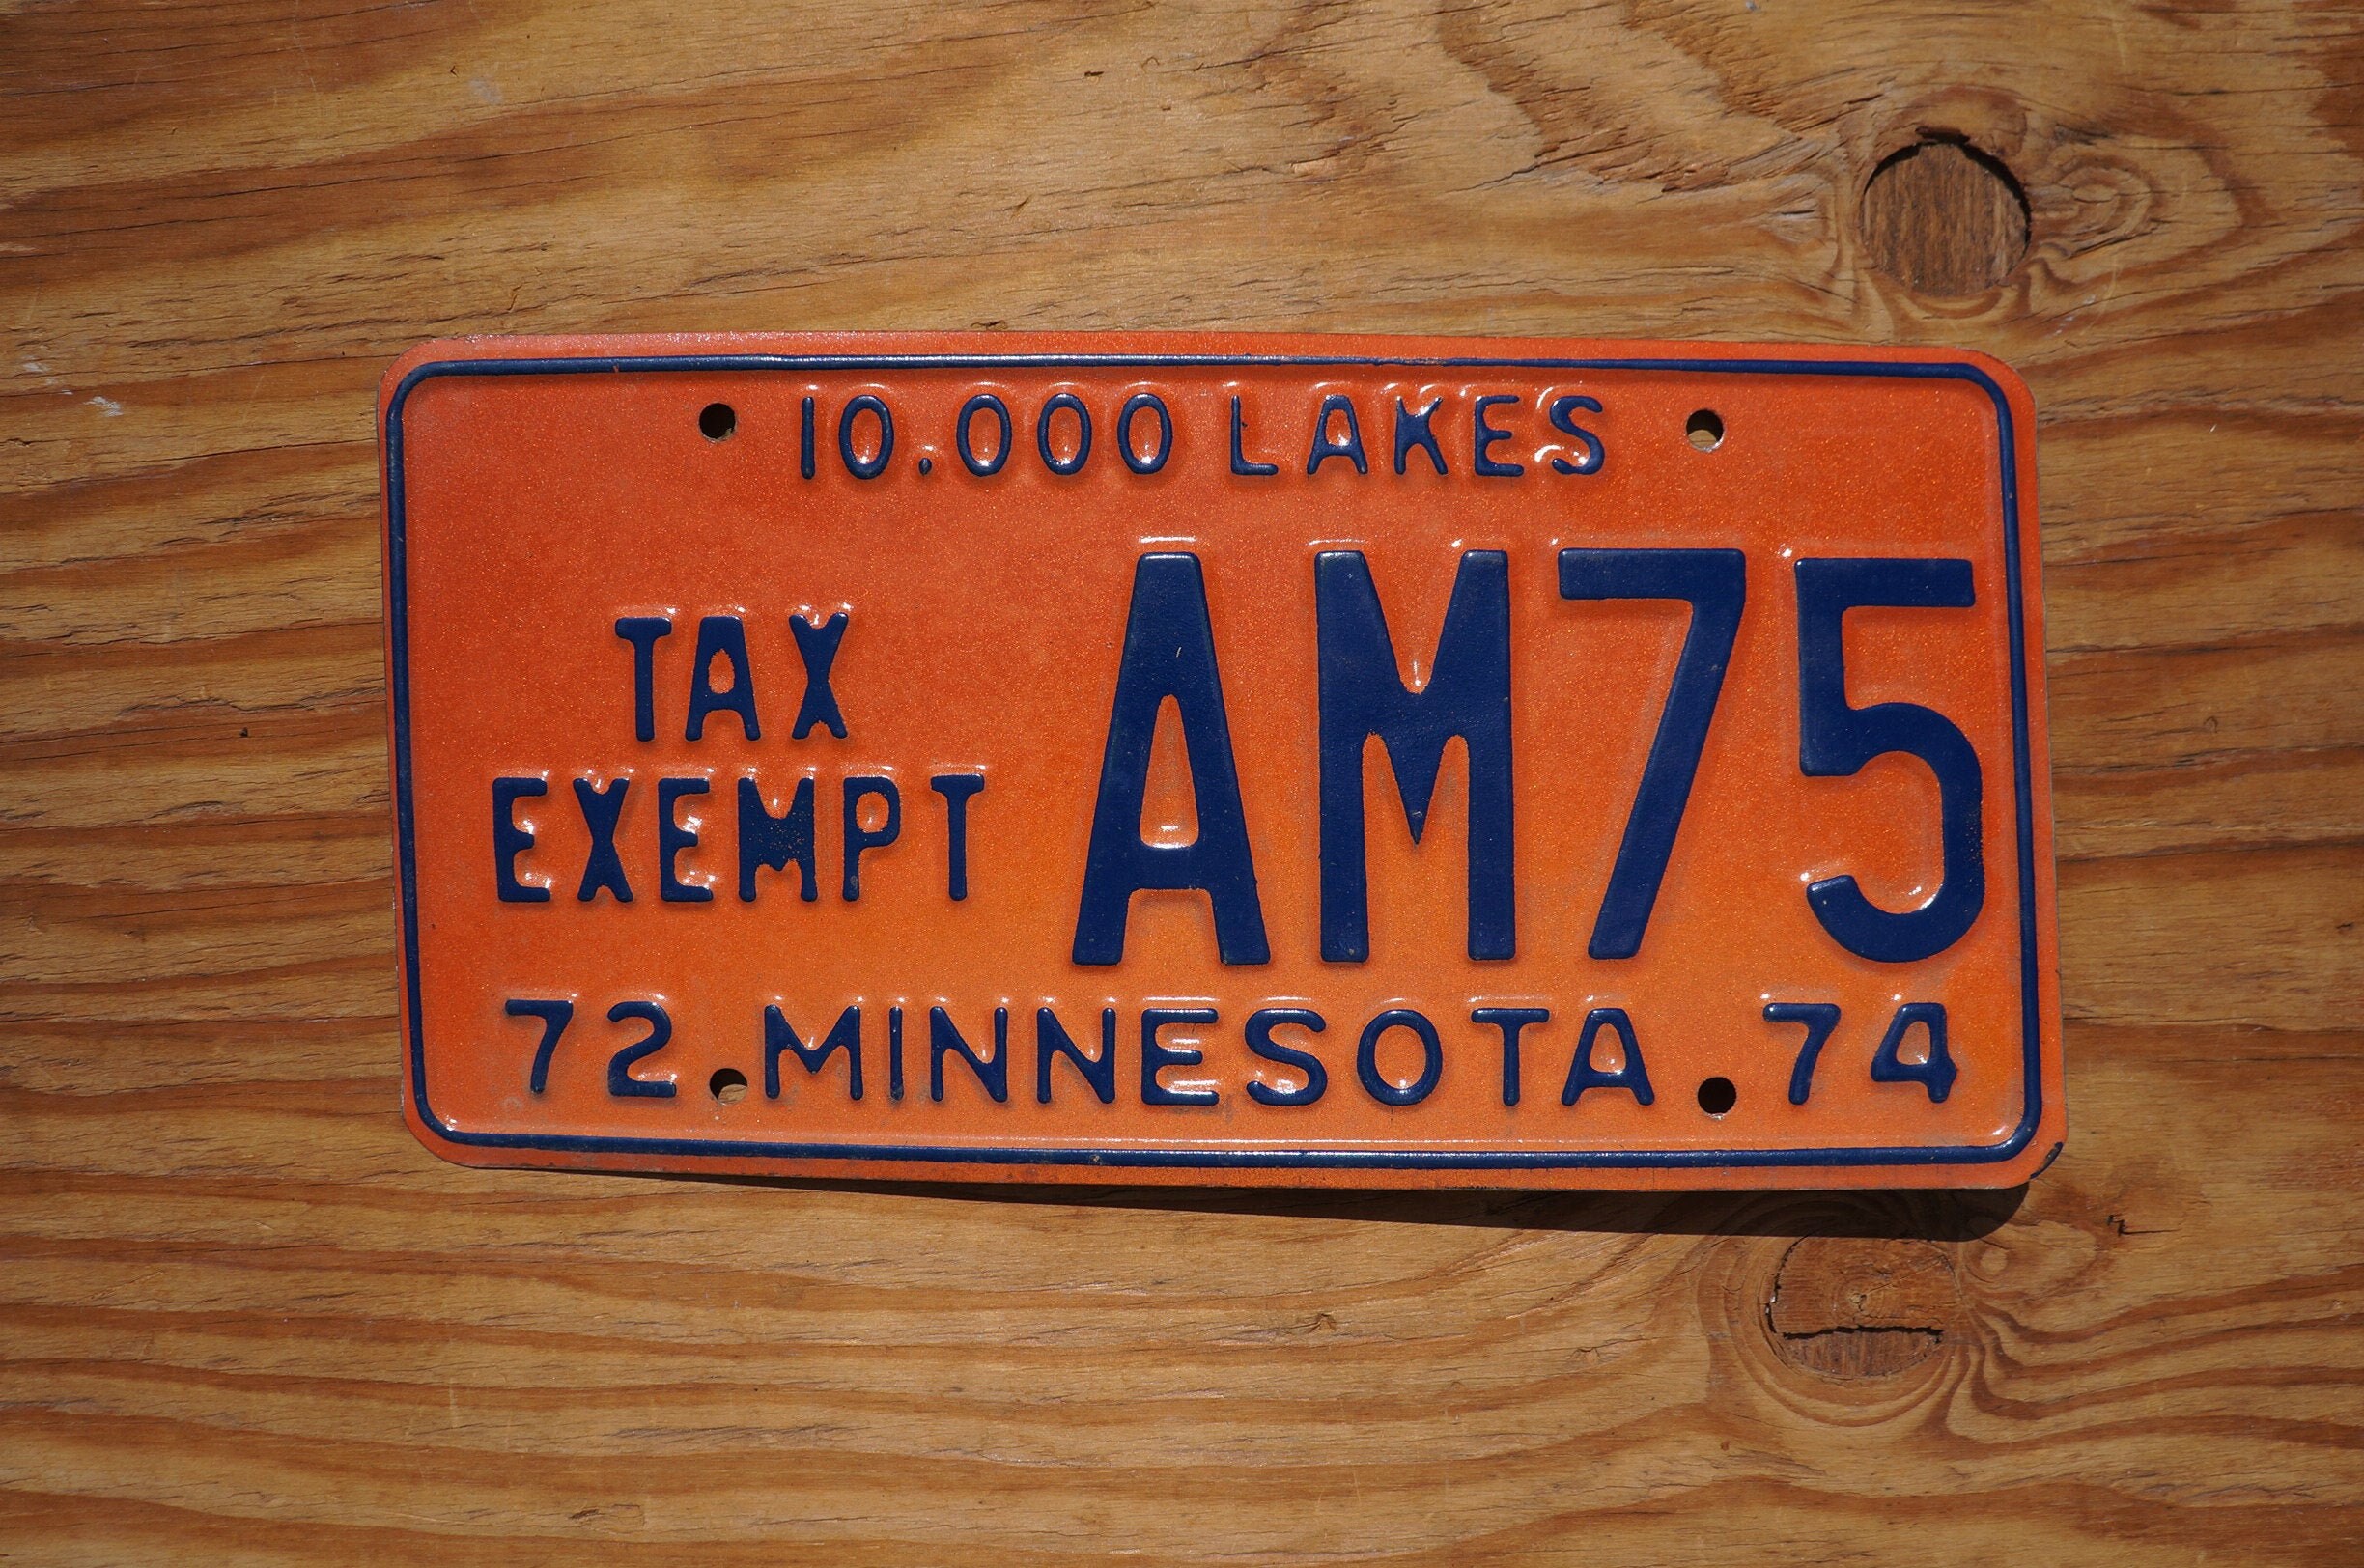 10.000 LAKES
TAX
EXEMPT
AM75
72 MINNESOTA 74